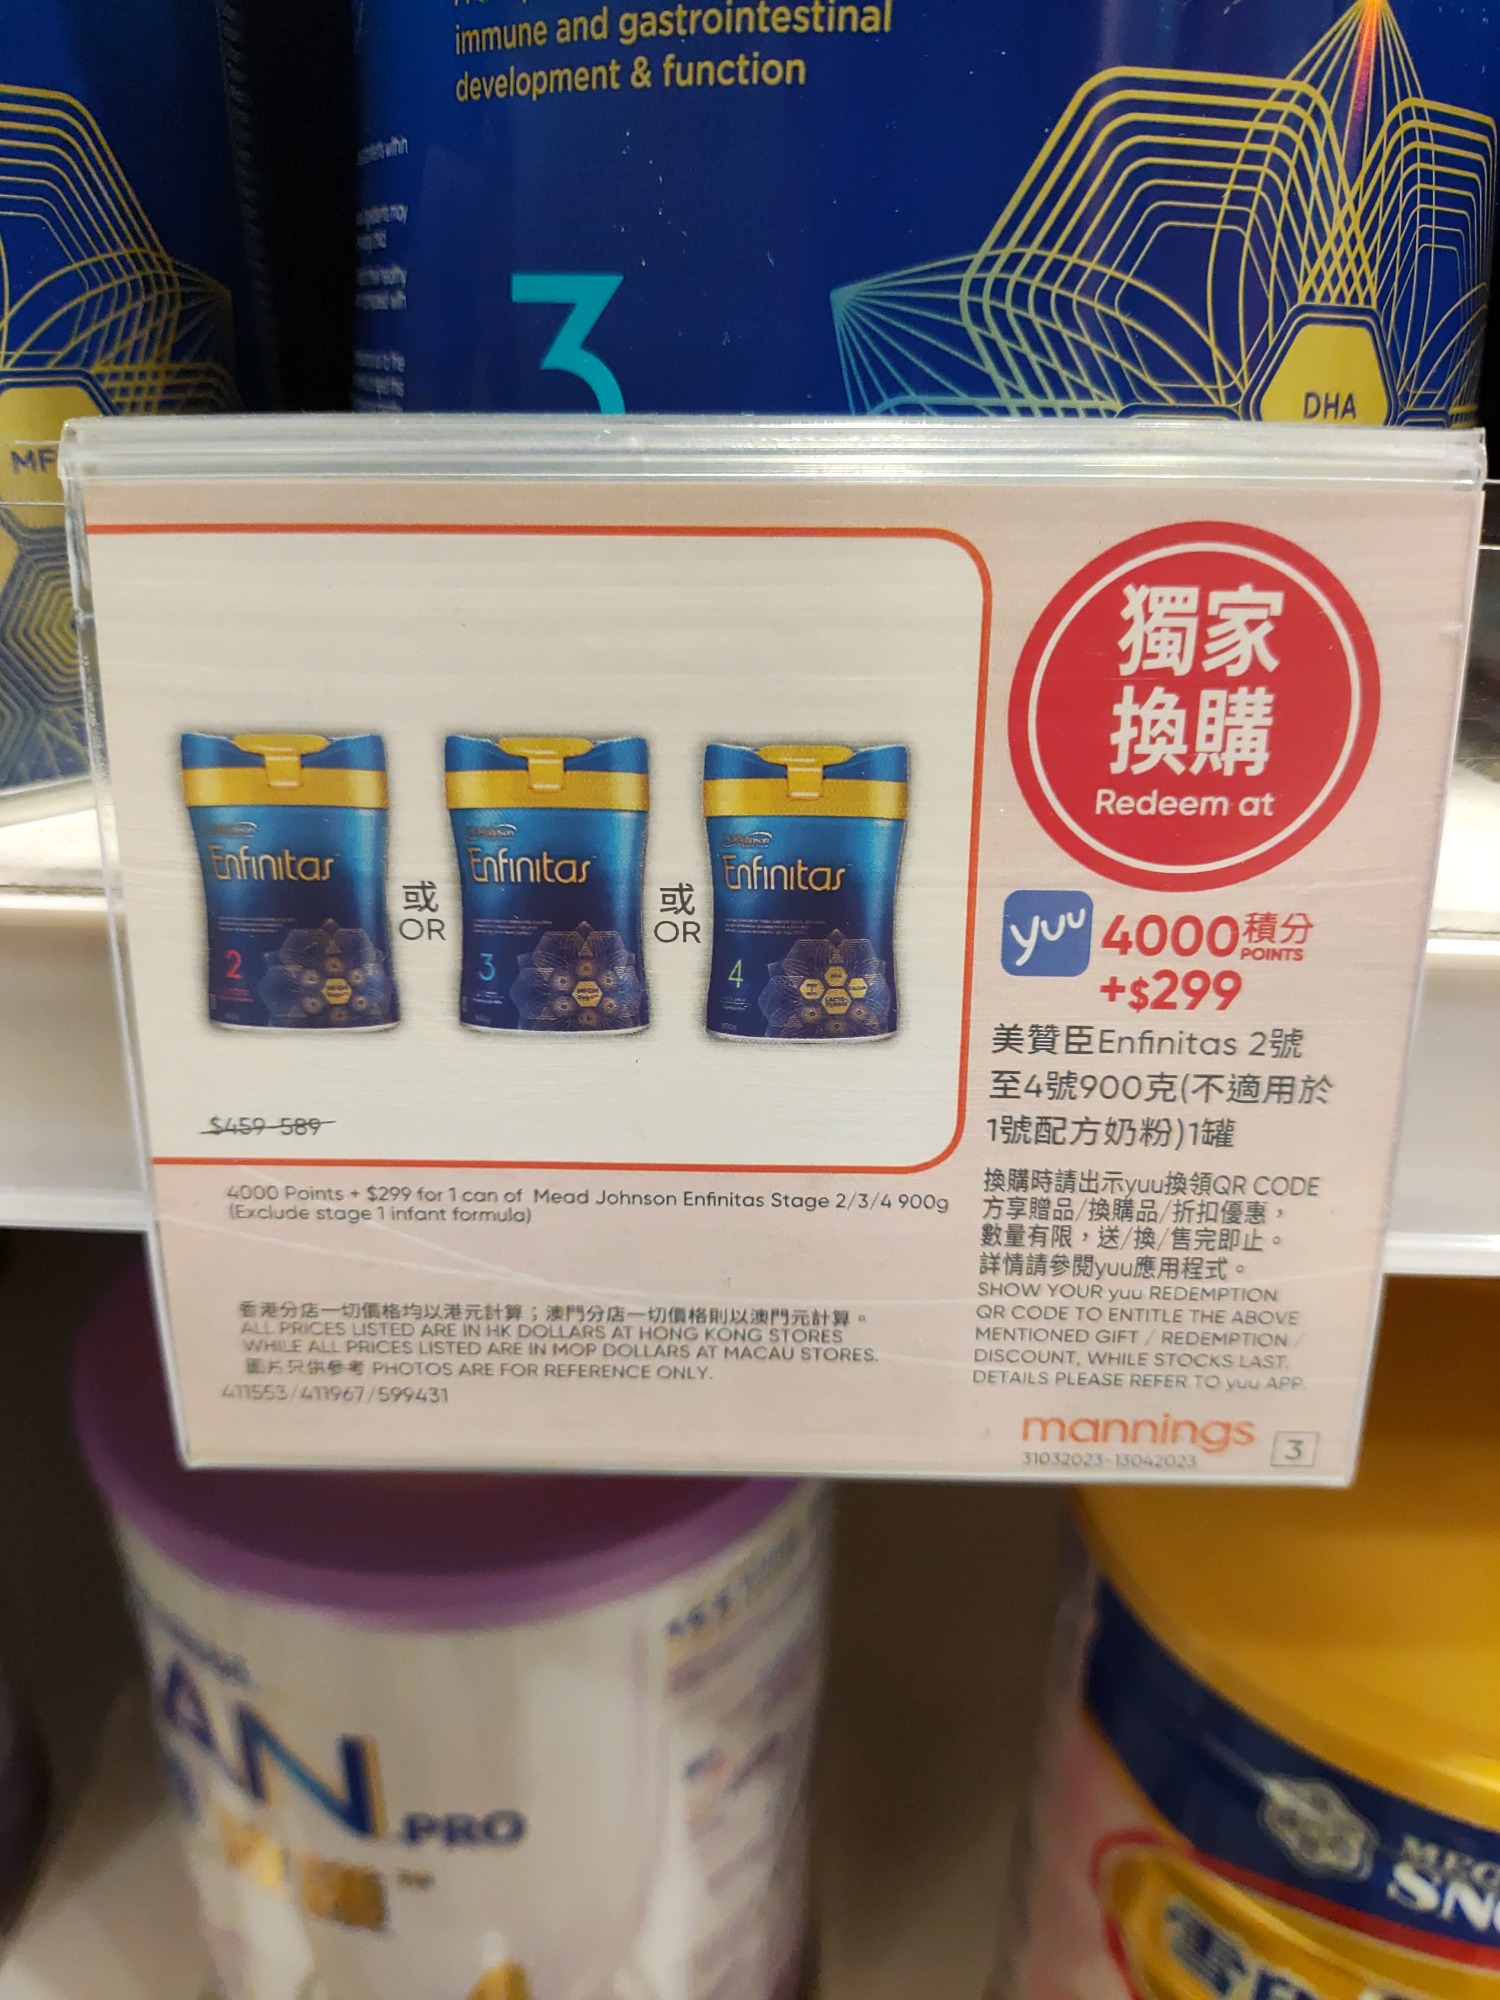 immune and gastrointestinal
development & function
3
DHA
MF
獨家
換購
Redeem at
yuu 4000積分
POINTS
+$299
美贊臣Enfinitas 2號
至4號900克(不適用於
1號配方奶粉)1罐
換購時請出示yuu換領QR CODE
方享贈品/換購品/折扣優惠，
數量有限，送/換/售完即止。
詳情請參閱yuu應用程式。
SHOW YOUR yuu REDEMPTION
QR CODE TO ENTITLE THE ABOVE
MENTIONED GIFT / REDEMPTION /
DISCOUNT, WHILE STOCKS LAST.
DETAILS PLEASE REFER TO yuu APP.
mannings
31032023-13042023
3
Enfinitas
2
或
OR
Enfinitas
3
或
OR
Enfinitas
4
$459-589
4000 Points + $299 for 1 can of Mead Johnson Enfinitas Stage 2/3/4 900g
(Exclude stage 1 infant formula)
香港分店一切價格均以港元計算；澳門分店一切價格則以澳門元計算。
ALL PRICES LISTED ARE IN HK DOLLARS AT HONG KONG STORES
WHILE ALL PRICES LISTED ARE IN MOP DOLLARS AT MACAU STORES.
圖片只供參考 PHOTOS ARE FOR REFERENCE ONLY.
411553/411967/599431
AN PRO
SN